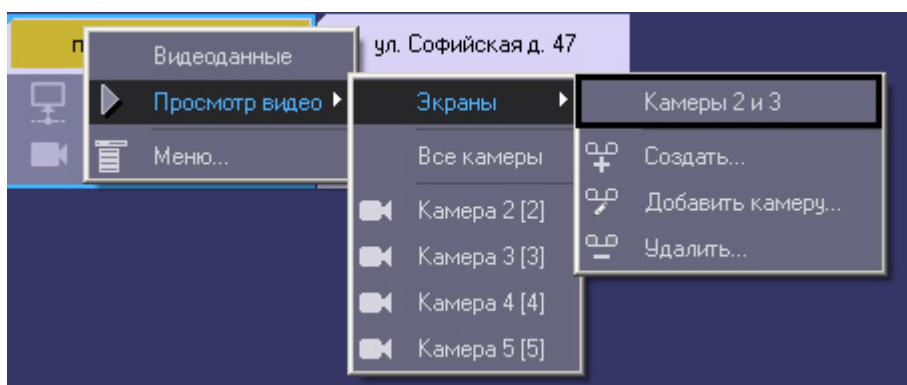 ул. Софийская д. 47
Видеоданные
Просмотр видео
Меню...
Экраны
Все камеры
Камера 2 [2]
Камера 3 [3]
Камера 4 [4]
Камера 5 [5]
Камеры 2 и 3
Создать...
Добавить камеру...
Удалить...